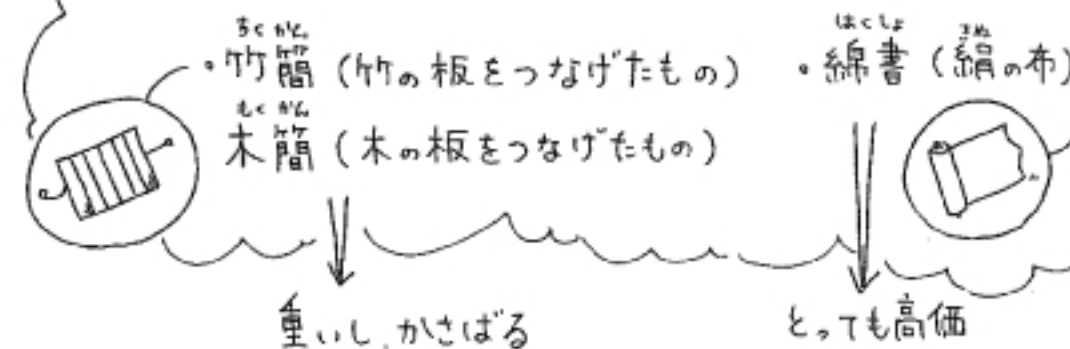 ちくかん
・竹簡(竹の板をつなげたもの)
もくかん
木簡(木の板をつなげたもの)
重いし、かさばる
はくしょ
きぬ
・綿書(絹の布)
とっても高価